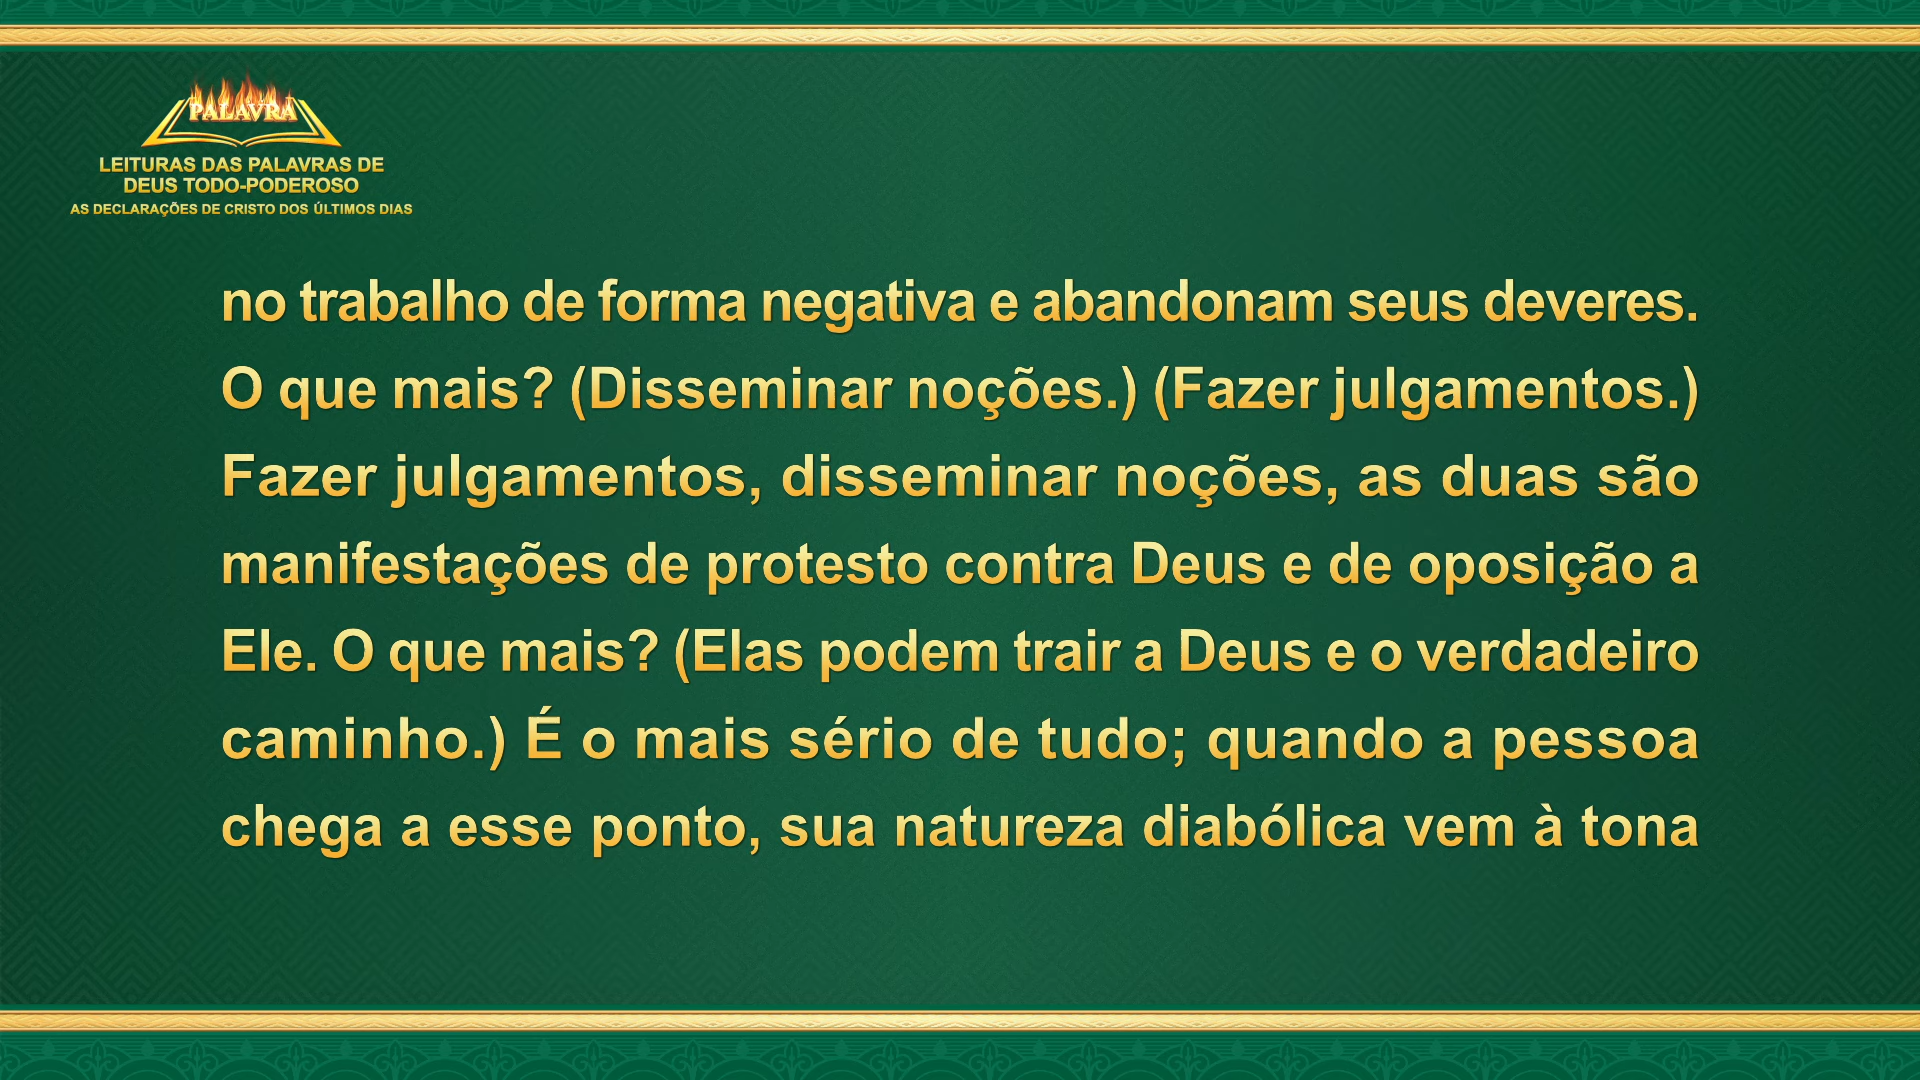 PALAVRA
LEITURAS DAS PALAVRAS DE
DEUS TODO-PODEROSO
AS DECLARAÇÕES DE CRISTO DOS ÚLTIMOS DIAS
no trabalho de forma negativa e abandonam seus deveres.
O que mais? (Disseminar noções.) (Fazer julgamentos.)
Fazer julgamentos, disseminar noções, as duas são
manifestações de protesto contra Deus e de oposição a
Ele. O que mais? (Elas podem trair a Deus e o verdadeiro
caminho.) É o mais sério de tudo; quando a pessoa
chega a esse ponto, sua natureza diabólica vem à tona